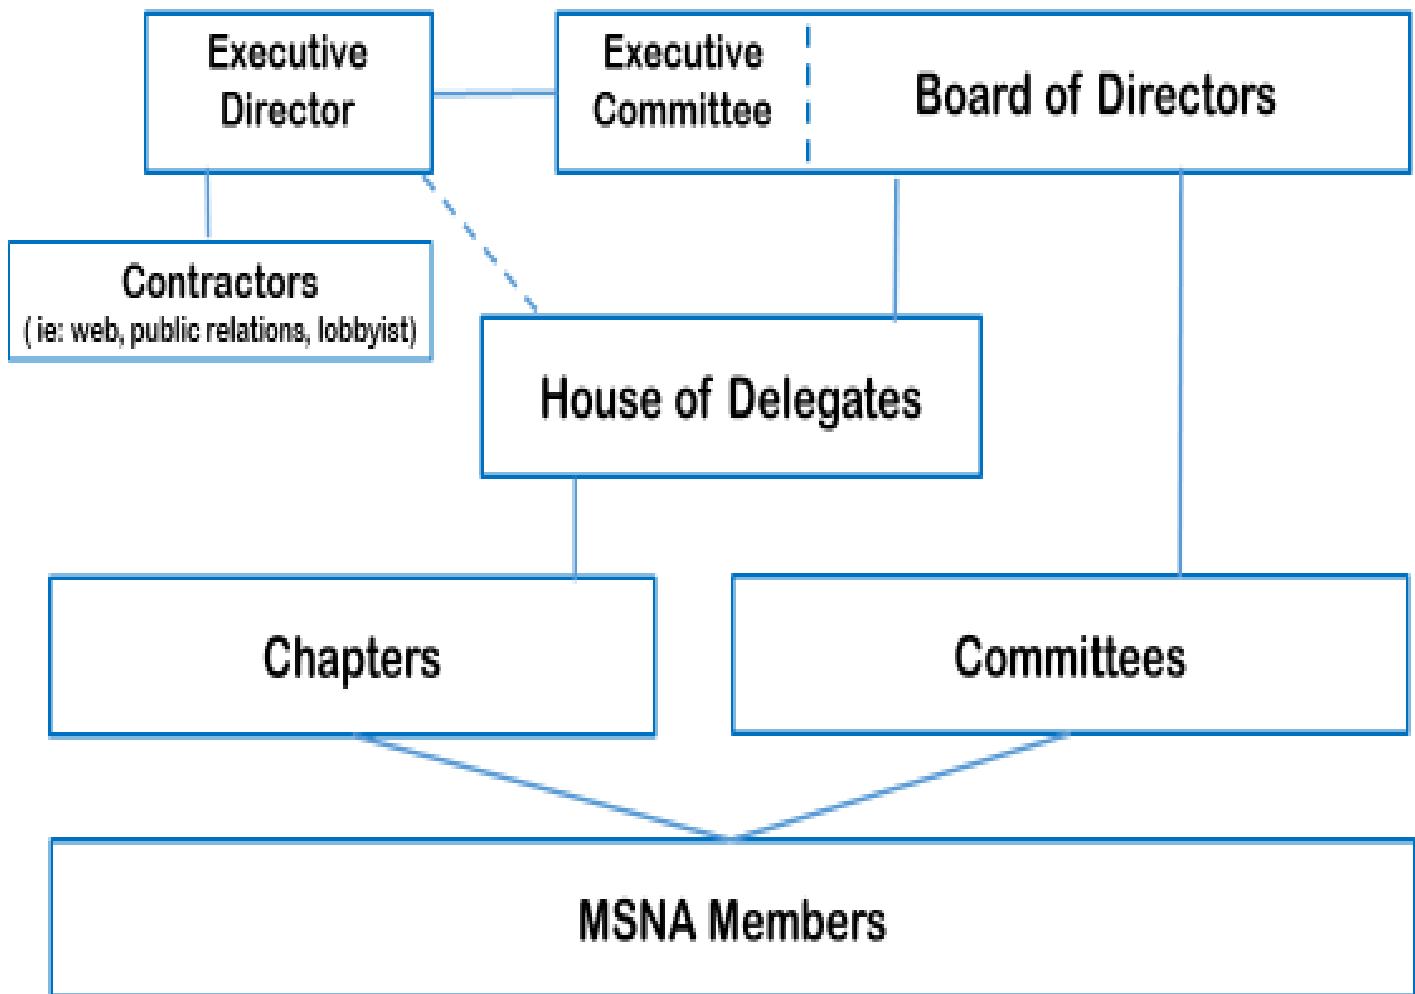 Executive
Director
Executive
Committee
Board of Directors
Contractors
( ie: web, public relations, lobbyist)
House of Delegates
Chapters
Committees
MSNA Members